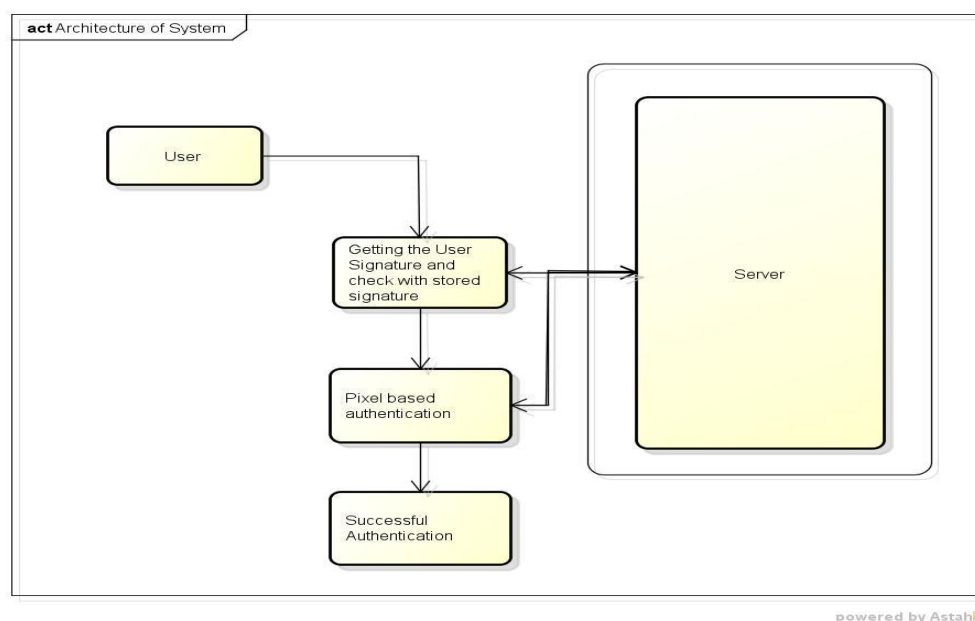 act Architecture of System
User
Getting the User
Signature and
check with stored
signature
Server
Pixel based
authentication
Successful
Authentication
powered by Astah